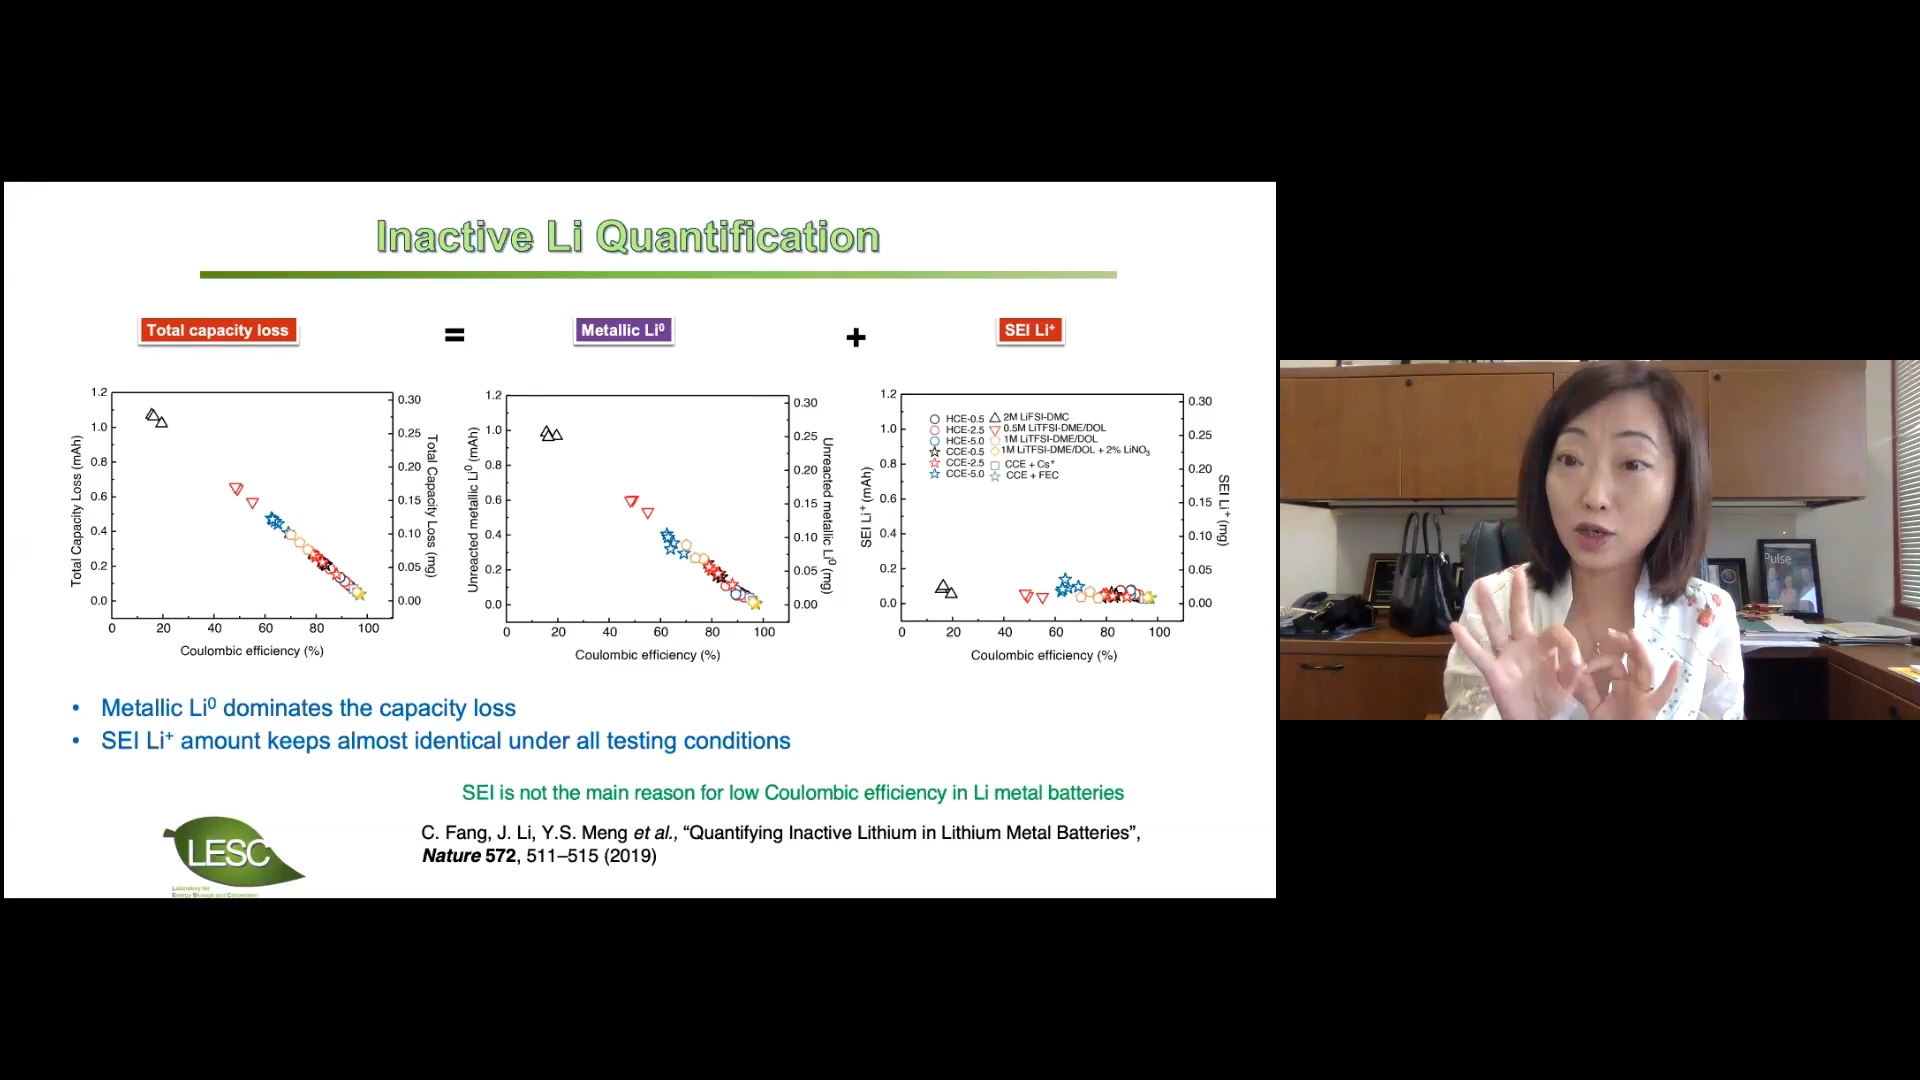 Inactive Li Quantification
Total capacity loss
=
Metallic Li⁰
+
SEI Li⁺
1.2
1.0
0.8
0.6
0.4
0.2
0.0
Total Capacity Loss (mAh)
0.30
0.25
0.20
0.15
0.10
0.05
0.00
Total Capacity Loss (mg)
0 20 40 60 80 100
Coulombic efficiency (%)
1.2
1.0
0.8
0.6
0.4
0.2
0.0
Unreacted metallic Li⁰ (mAh)
0.30
0.25
0.20
0.15
0.10
0.05
0.00
Unreacted metallic Li⁰ (mg)
0 20 40 60 80 100
Coulombic efficiency (%)
1.2
1.0
0.8
0.6
0.4
0.2
0.0
SEI Li⁺ (mAh)
HCE-0.5 2M LiFSI-DMC
HCE-2.5 0.5M LiTFSI-DME/DOL
HCE-5.0 1M LiTFSI-DME/DOL
CCE-0.5 1M LiTFSI-DME/DOL + 2% LiNO₃
CCE-2.5 CCE + Cs⁺
CCE-5.0 CCE + FEC
0.30
0.25
0.20
0.15
0.10
0.05
0.00
SEI Li⁺ (mg)
0 20 40 60 80 100
Coulombic efficiency (%)
• Metallic Li⁰ dominates the capacity loss
• SEI Li⁺ amount keeps almost identical under all testing conditions
SEI is not the main reason for low Coulombic efficiency in Li metal batteries
C. Fang, J. Li, Y.S. Meng et al., “Quantifying Inactive Lithium in Lithium Metal Batteries”,
Nature 572, 511–515 (2019)
LESC
Laboratory for
Energy Storage and Conversion
Pulse